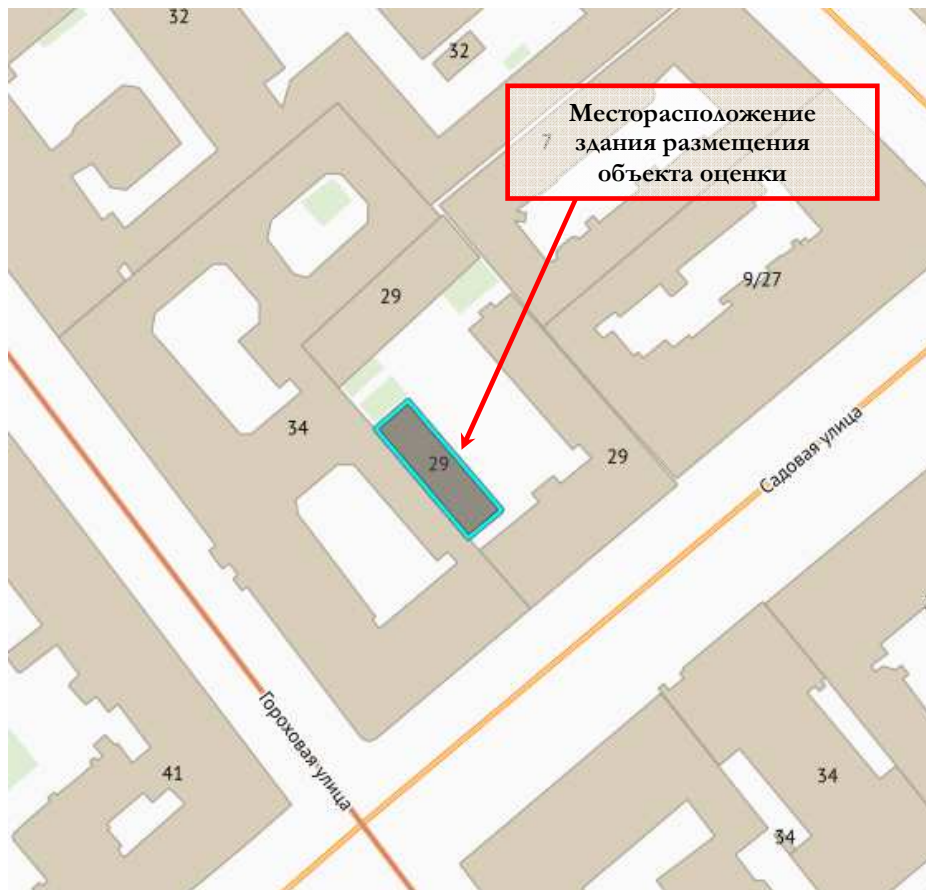 32
32
Месторасположение
здания размещения
объекта оценки
7
9/27
29
34
29
29
Садовая улица
Гороховая улица
41
34
34